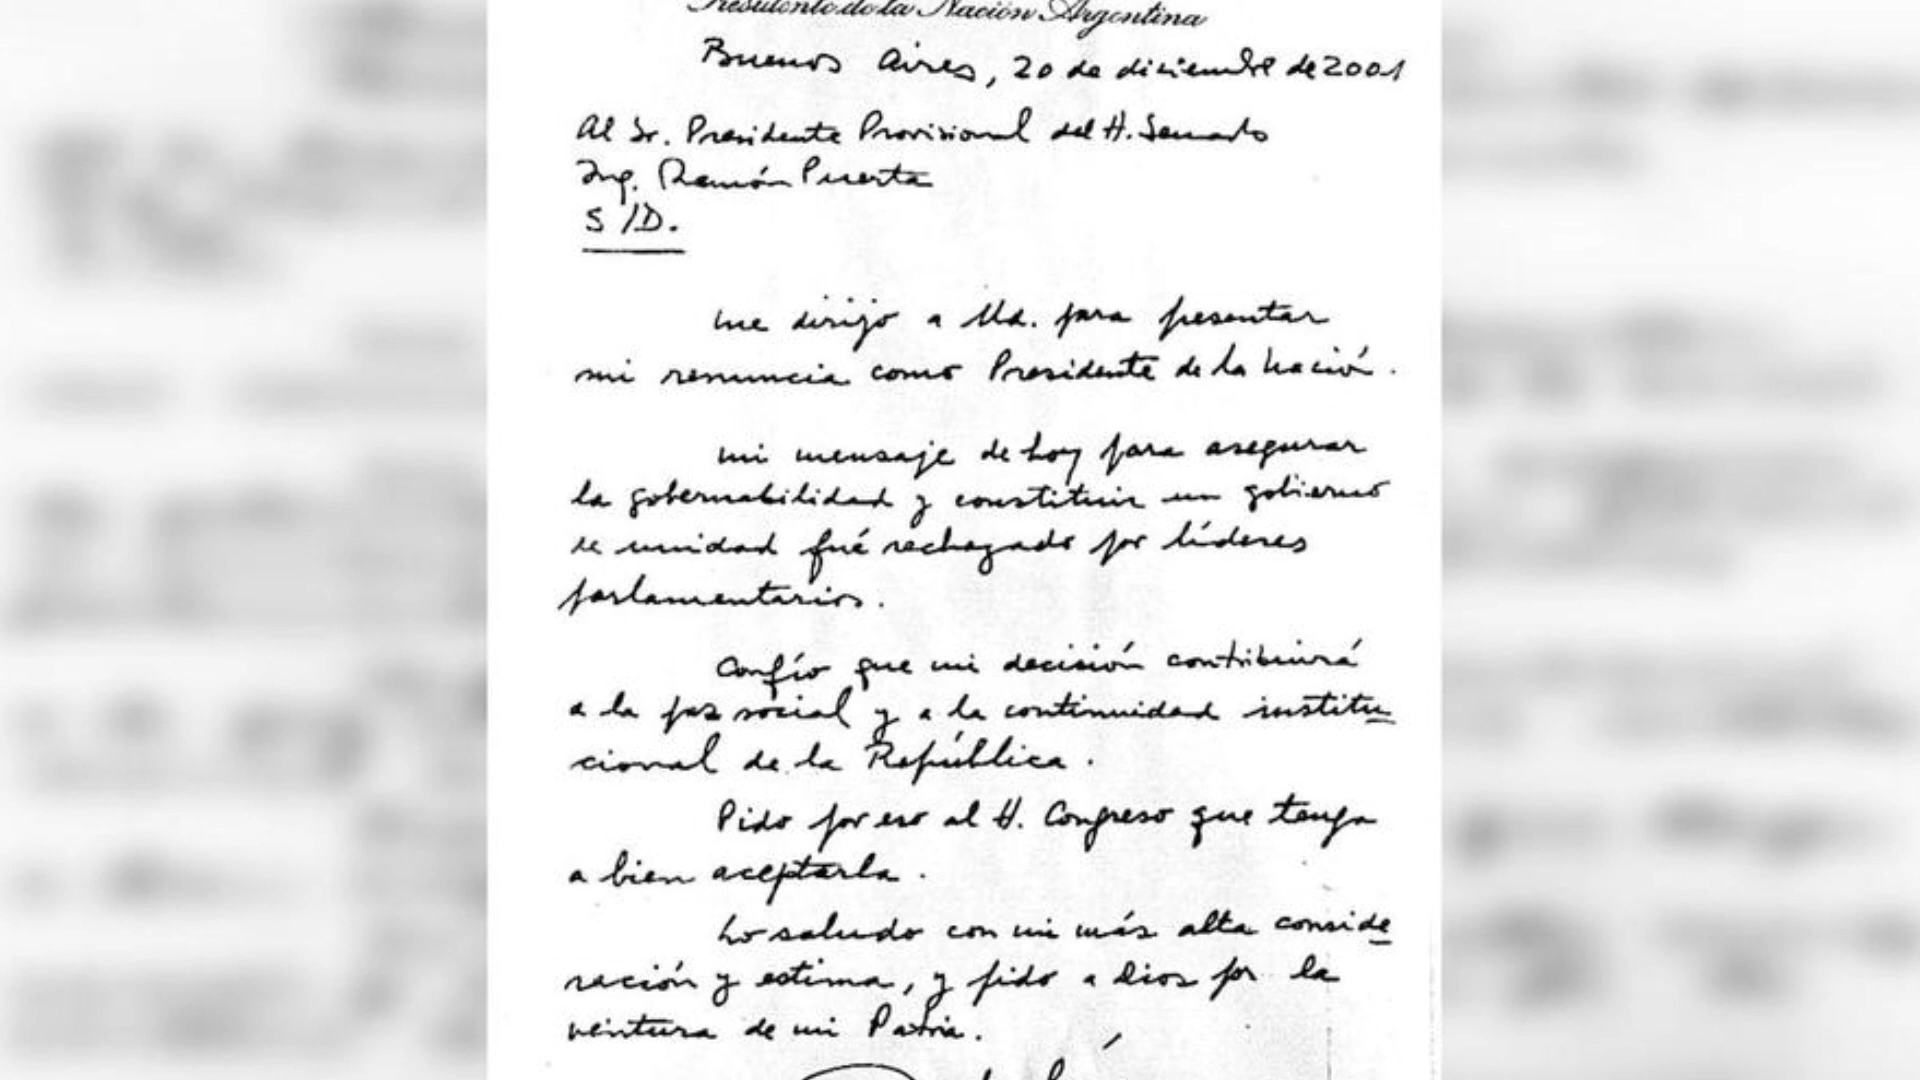 Presidente de la Nación Argentina
Buenos Aires, 20 de diciembre de 2001
Al Sr. Presidente Provisional del H. Senado
Ing. Ramón Puerta
S/D.
Me dirijo a Ud. para presentar
mi renuncia como Presidente de la Nación.
Mi mensaje de hoy para asegurar
la gobernabilidad y constituir un gobierno
de unidad fué rechazado por líderes
parlamentarios.
Confío que mi decisión contribuirá
a la paz social y a la continuidad institu
cional de la República.
Pido por eso al H. Congreso que tenga
a bien aceptarla.
Lo saludo con mi más alta conside
ración y estima, y pido a Dios por la
ventura de mi Patria.